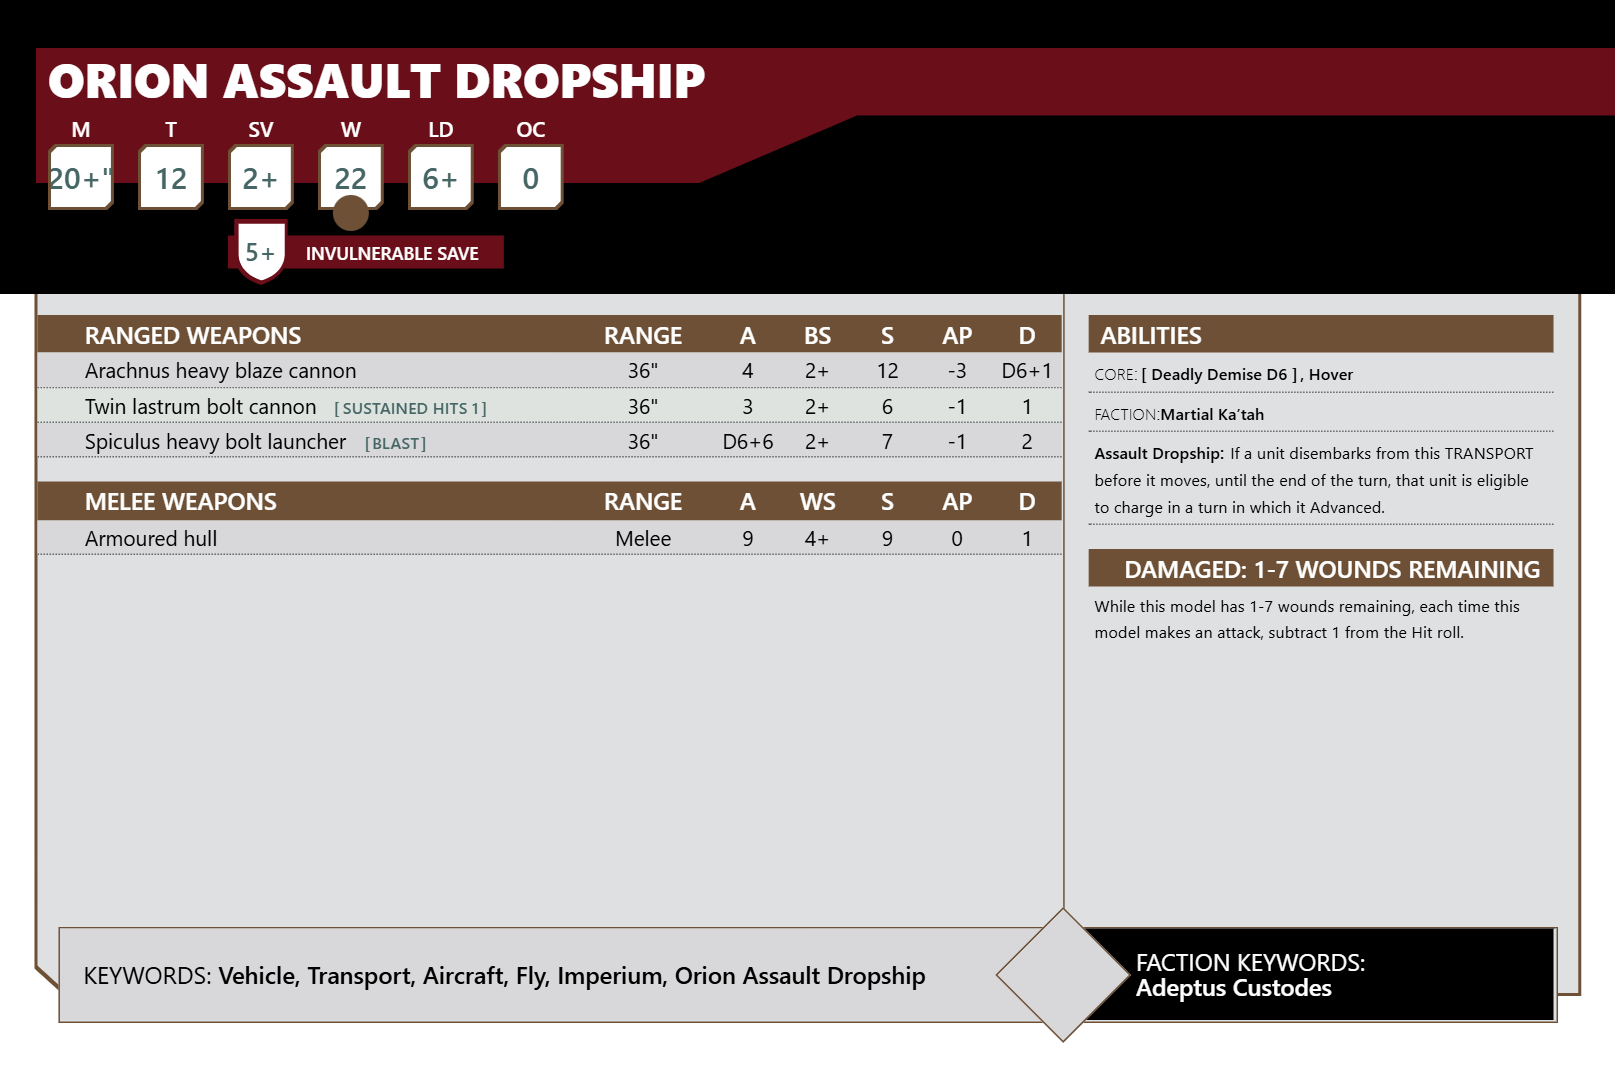 ORION ASSAULT DROPSHIP
M T SV W LD OC
20+" 12 2+ 22 6+ 0
5+ INVULNERABLE SAVE
RANGED WEAPONS RANGE A BS S AP D
Arachnus heavy blaze cannon 36" 4 2+ 12 -3 D6+1
Twin lastrum bolt cannon [SUSTAINED HITS 1] 36" 3 2+ 6 -1 1
Spiculus heavy bolt launcher [BLAST] 36" D6+6 2+ 7 -1 2
MELEE WEAPONS RANGE A WS S AP D
Armoured hull Melee 9 4+ 9 0 1
ABILITIES
CORE: [ Deadly Demise D6 ] , Hover
FACTION:Martial Ka’tah
Assault Dropship: If a unit disembarks from this TRANSPORT
before it moves, until the end of the turn, that unit is eligible
to charge in a turn in which it Advanced.
DAMAGED: 1-7 WOUNDS REMAINING
While this model has 1-7 wounds remaining, each time this
model makes an attack, subtract 1 from the Hit roll.
KEYWORDS: Vehicle, Transport, Aircraft, Fly, Imperium, Orion Assault Dropship
FACTION KEYWORDS:
Adeptus Custodes